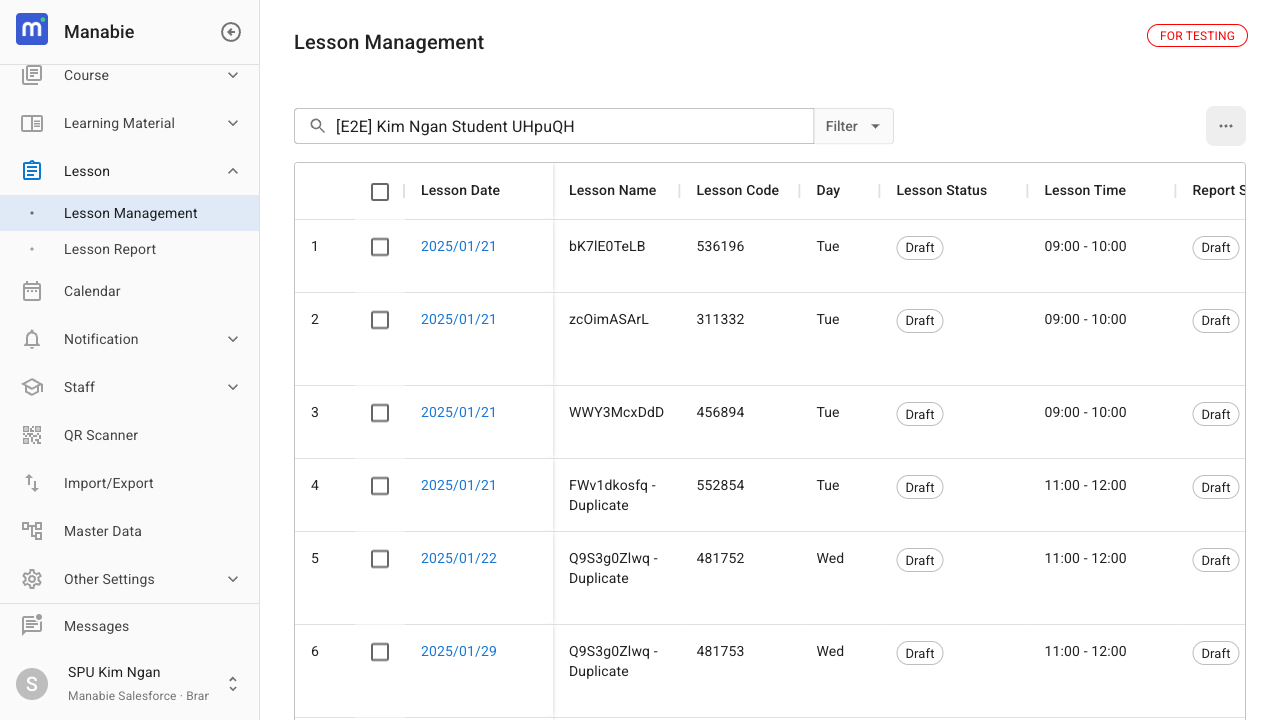 Manabie
Course
Learning Material
Lesson
Lesson Management
Lesson Report
Calendar
Notification
Staff
QR Scanner
Import/Export
Master Data
Other Settings
Messages
S
SPU Kim Ngan
Manabie Salesforce · Brar
Lesson Management
FOR TESTING
[E2E] Kim Ngan Student UHpuQH
Filter
Lesson Date Lesson Name Lesson Code Day Lesson Status Lesson Time Report S
1 2025/01/21 bK7lE0TeLB 536196 Tue Draft 09:00 - 10:00 Draft
2 2025/01/21 zcOimASArL 311332 Tue Draft 09:00 - 10:00 Draft
3 2025/01/21 WWY3McxDdD 456894 Tue Draft 09:00 - 10:00 Draft
4 2025/01/21 FWv1dkosfq - 552854 Tue Draft 11:00 - 12:00 Draft
Duplicate
5 2025/01/22 Q9S3g0Zlwq - 481752 Wed Draft 11:00 - 12:00 Draft
Duplicate
6 2025/01/29 Q9S3g0Zlwq - 481753 Wed Draft 11:00 - 12:00 Draft
Duplicate